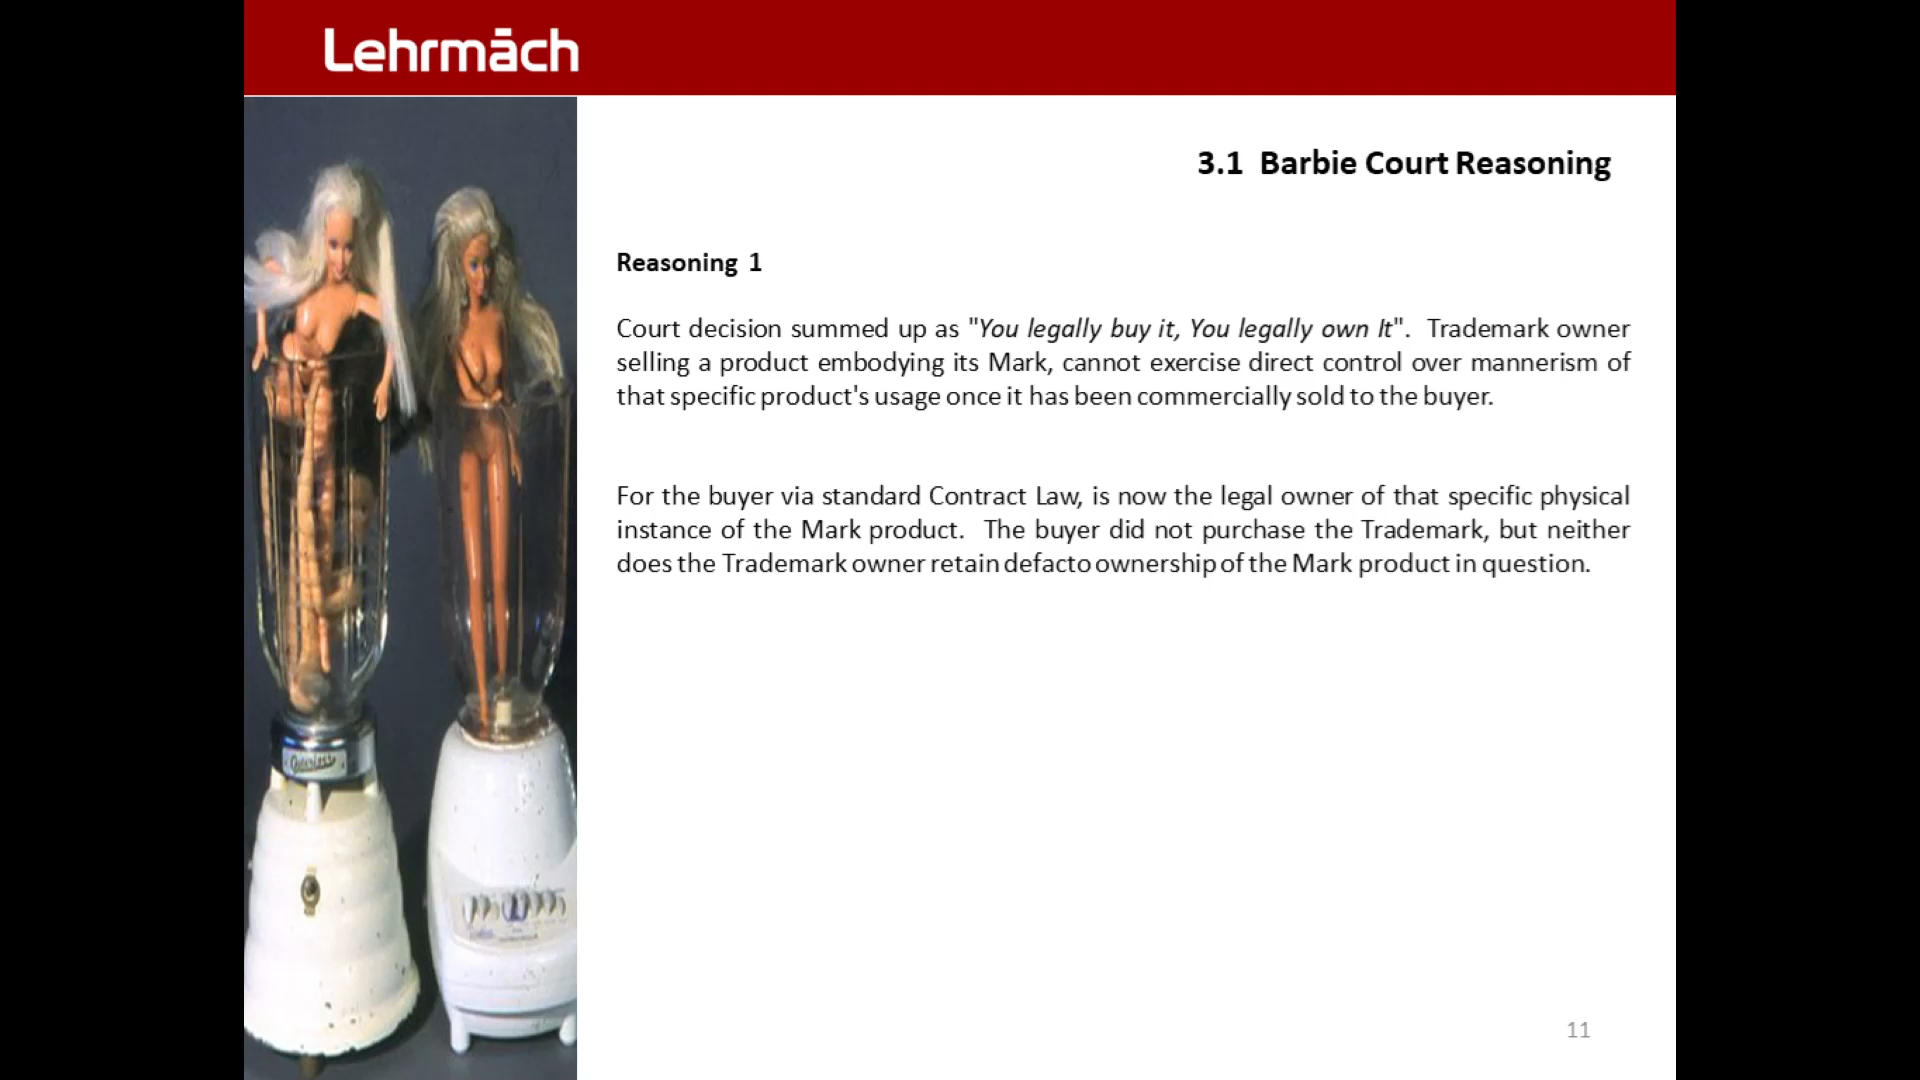 Lehrmāch
3.1 Barbie Court Reasoning
Reasoning 1
Court decision summed up as "You legally buy it, You legally own It". Trademark owner
selling a product embodying its Mark, cannot exercise direct control over mannerism of
that specific product's usage once it has been commercially sold to the buyer.
For the buyer via standard Contract Law, is now the legal owner of that specific physical
instance of the Mark product. The buyer did not purchase the Trademark, but neither
does the Trademark owner retain defacto ownership of the Mark product in question.
11